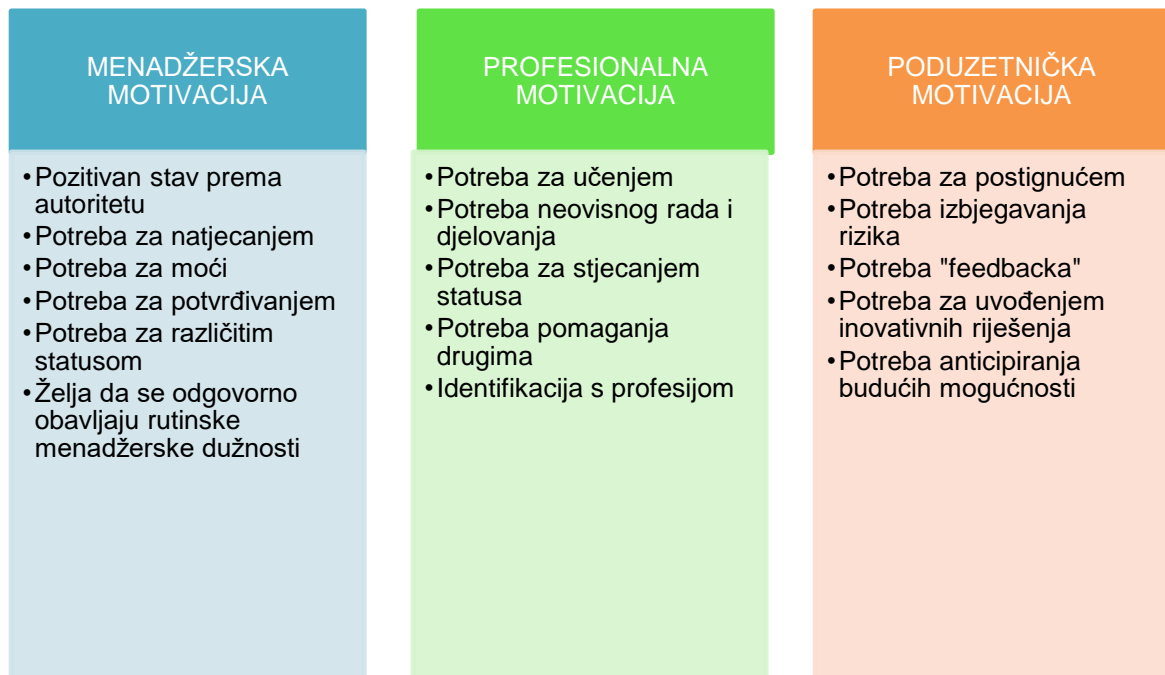 MENADŽERSKA
MOTIVACIJA
•Pozitivan stav prema
autoritetu
•Potreba za natjecanjem
•Potreba za moći
•Potreba za potvrđivanjem
•Potreba za različitim
statusom
•Želja da se odgovorno
obavljaju rutinske
menadžerske dužnosti
PROFESIONALNA
MOTIVACIJA
•Potreba za učenjem
•Potreba neovisnog rada i
djelovanja
•Potreba za stjecanjem
statusa
•Potreba pomaganja
drugima
•Identifikacija s profesijom
PODUZETNIČKA
MOTIVACIJA
•Potreba za postignućem
•Potreba izbjegavanja
rizika
•Potreba "feedbacka"
•Potreba za uvođenjem
inovativnih riješenja
•Potreba anticipiranja
budućih mogućnosti